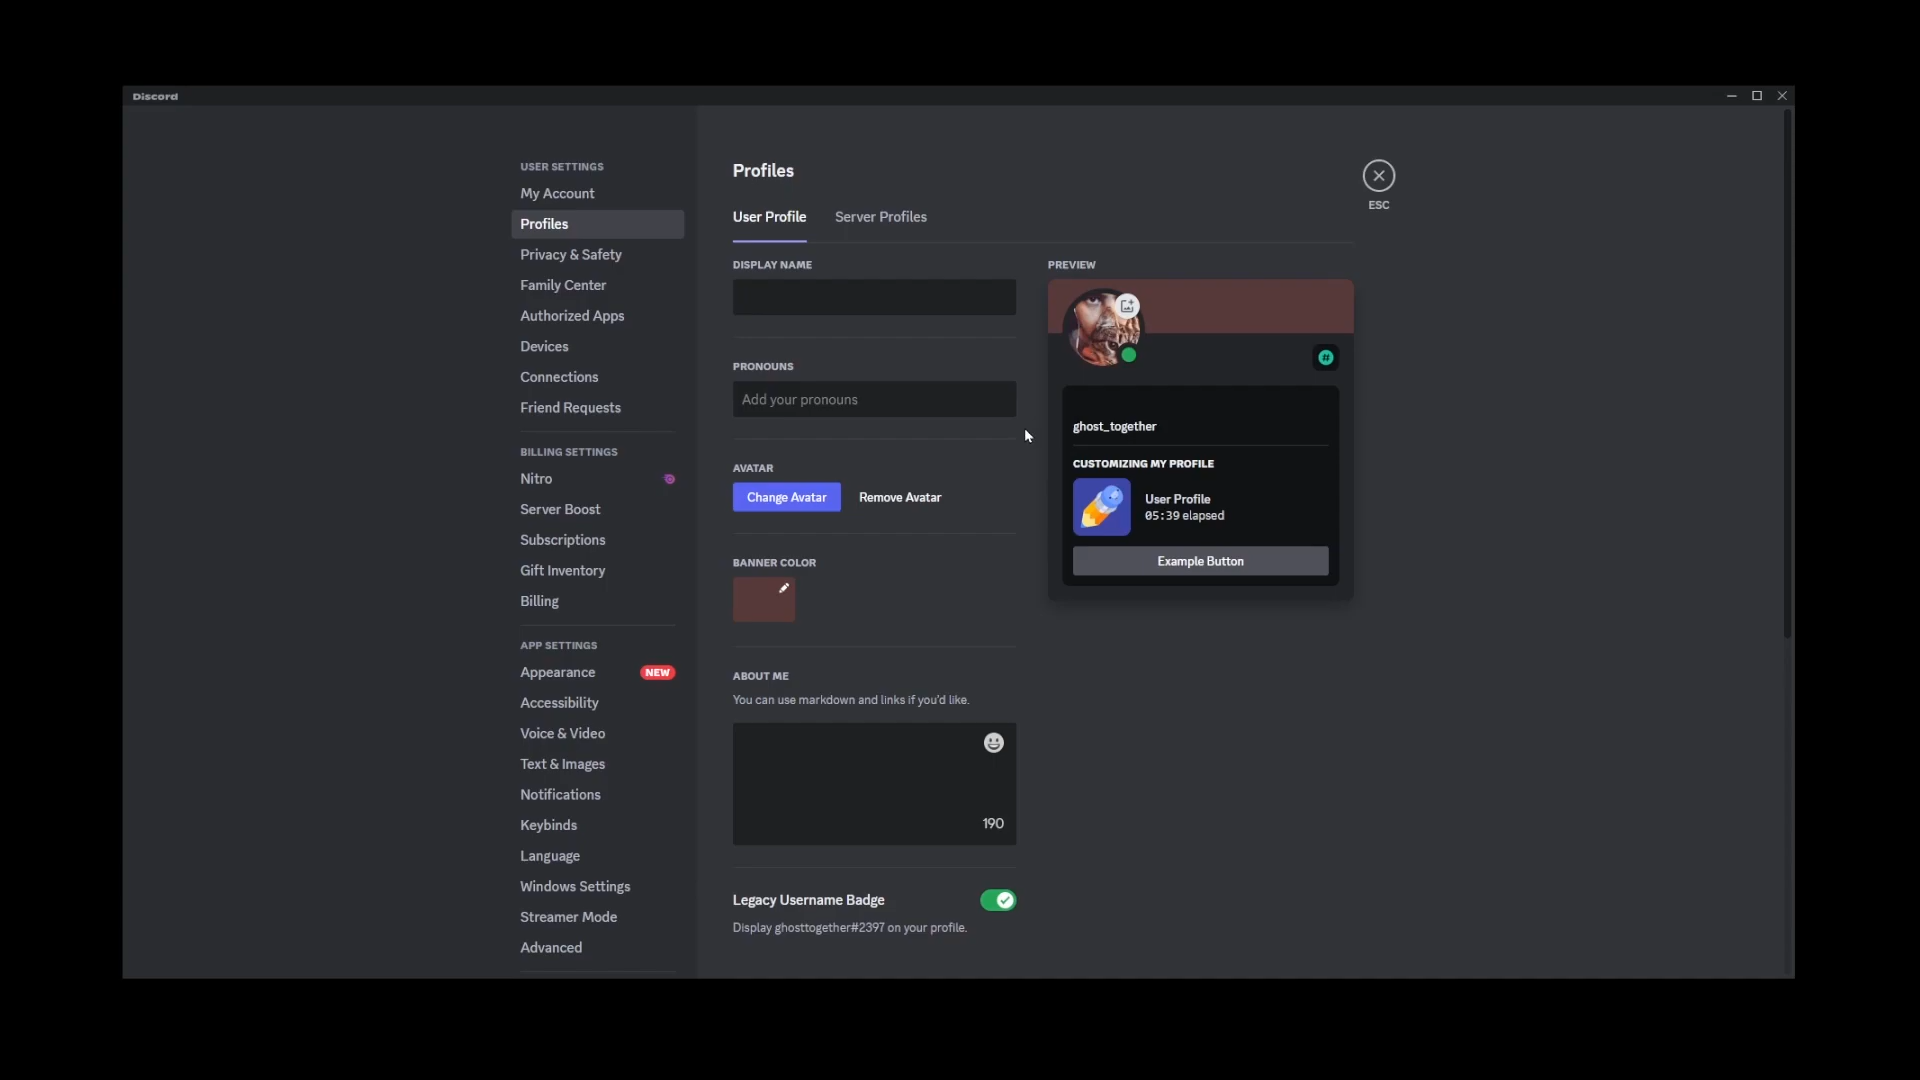 Discord
USER SETTINGS
My Account
Profiles
Privacy & Safety
Family Center
Authorized Apps
Devices
Connections
Friend Requests
BILLING SETTINGS
Nitro
Server Boost
Subscriptions
Gift Inventory
Billing
APP SETTINGS
Appearance NEW
Accessibility
Voice & Video
Text & Images
Notifications
Keybinds
Language
Windows Settings
Streamer Mode
Advanced
Profiles
User Profile Server Profiles
DISPLAY NAME
PRONOUNS
Add your pronouns
AVATAR
Change Avatar Remove Avatar
BANNER COLOR
ABOUT ME
You can use markdown and links if you'd like.
190
Legacy Username Badge
Display ghosttogether#2397 on your profile.
PREVIEW
#
ghost_together
CUSTOMIZING MY PROFILE
User Profile
05:39 elapsed
Example Button
ESC